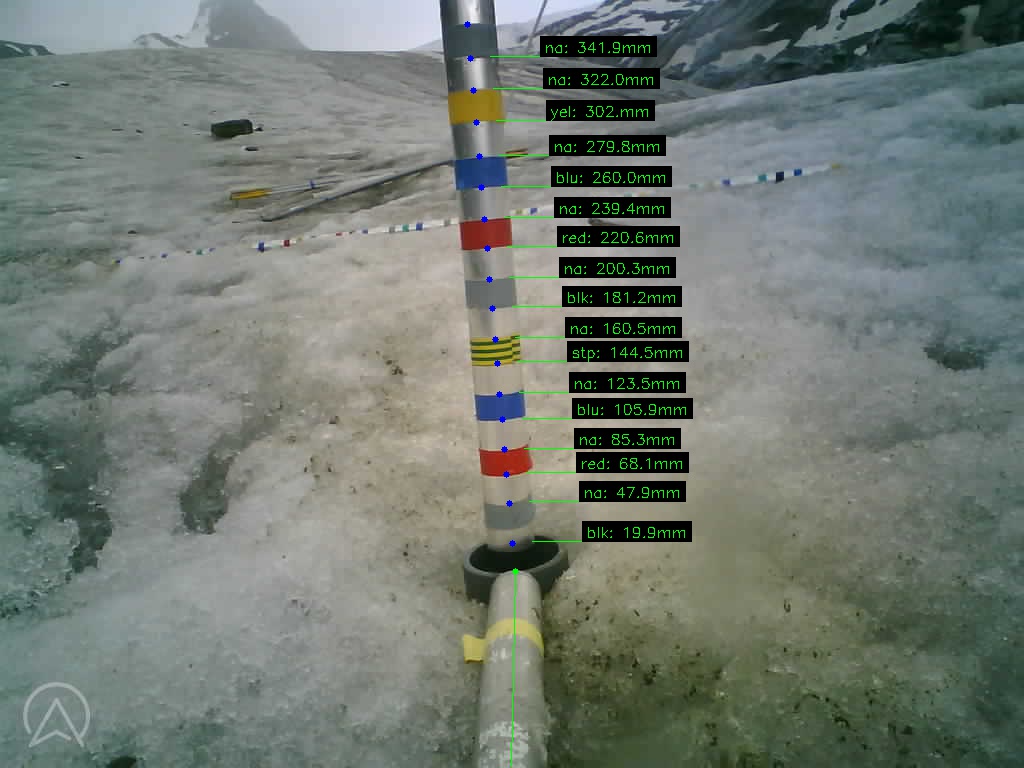 na: 341.9mm
na: 322.0mm
yel: 302.mm
na: 279.8mm
blu: 260.0mm
na: 239.4mm
red: 220.6mm
na: 200.3mm
blk: 181.2mm
na: 160.5mm
stp: 144.5mm
na: 123.5mm
blu: 105.9mm
na: 85.3mm
red: 68.1mm
na: 47.9mm
blk: 19.9mm